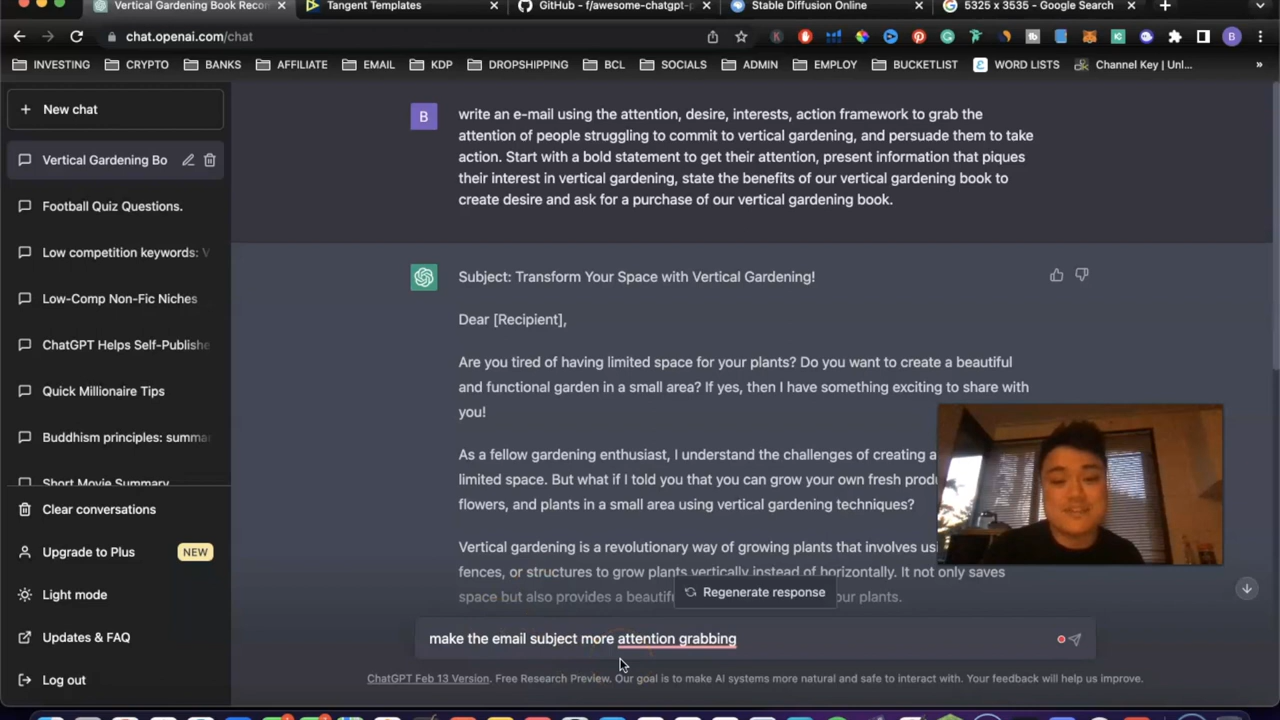 Vertical Gardening Book Recon
Tangent Templates
GitHub - f/awesome-chatgpt-p
Stable Diffusion Online
5325 x 3535 - Google Search
chat.openai.com/chat
INVESTING
CRYPTO
BANKS
AFFILIATE
EMAIL
KDP
DROPSHIPPING
BCL
SOCIALS
ADMIN
EMPLOY
BUCKETLIST
WORD LISTS
Channel Key | Unl...
New chat
Vertical Gardening Bo
Football Quiz Questions.
Low competition keywords: V
Low-Comp Non-Fic Niches
ChatGPT Helps Self-Publishe
Quick Millionaire Tips
Buddhism principles: summa
Short Movie Summary
Clear conversations
Upgrade to Plus
NEW
Light mode
Updates & FAQ
Log out
B
write an e-mail using the attention, desire, interests, action framework to grab the
attention of people struggling to commit to vertical gardening, and persuade them to take
action. Start with a bold statement to get their attention, present information that piques
their interest in vertical gardening, state the benefits of our vertical gardening book to
create desire and ask for a purchase of our vertical gardening book.
Subject: Transform Your Space with Vertical Gardening!
Dear [Recipient],
Are you tired of having limited space for your plants? Do you want to create a beautiful
and functional garden in a small area? If yes, then I have something exciting to share with
you!
As a fellow gardening enthusiast, I understand the challenges of creating a
limited space. But what if I told you that you can grow your own fresh produ
flowers, and plants in a small area using vertical gardening techniques?
Vertical gardening is a revolutionary way of growing plants that involves usi
fences, or structures to grow plants vertically instead of horizontally. It not only saves
space but also provides a beautif
our plants.
Regenerate response
make the email subject more attention grabbing
ChatGPT Feb 13 Version. Free Research Preview. Our goal is to make AI systems more natural and safe to interact with. Your feedback will help us improve.